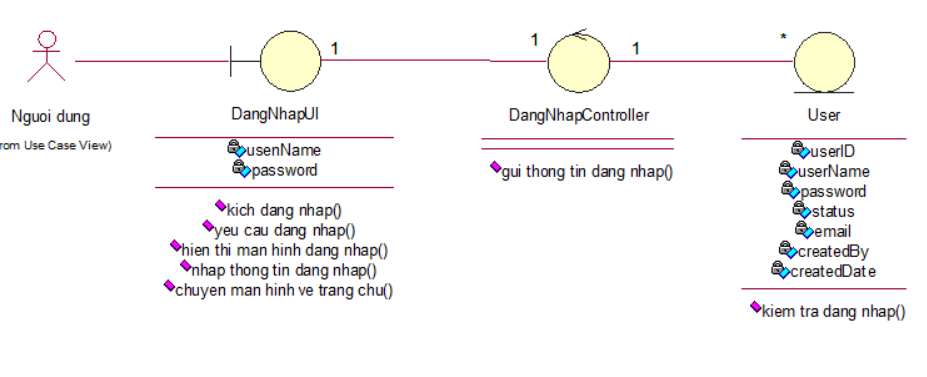 1
1
1
*
Nguoi dung
DangNhapUI
DangNhapController
User
rom Use Case View)
usenName
password
kich dang nhap()
yeu cau dang nhap()
hien thi man hinh dang nhap()
nhap thong tin dang nhap()
chuyen man hinh ve trang chu()
gui thong tin dang nhap()
userID
userName
password
status
email
createdBy
createdDate
kiem tra dang nhap()